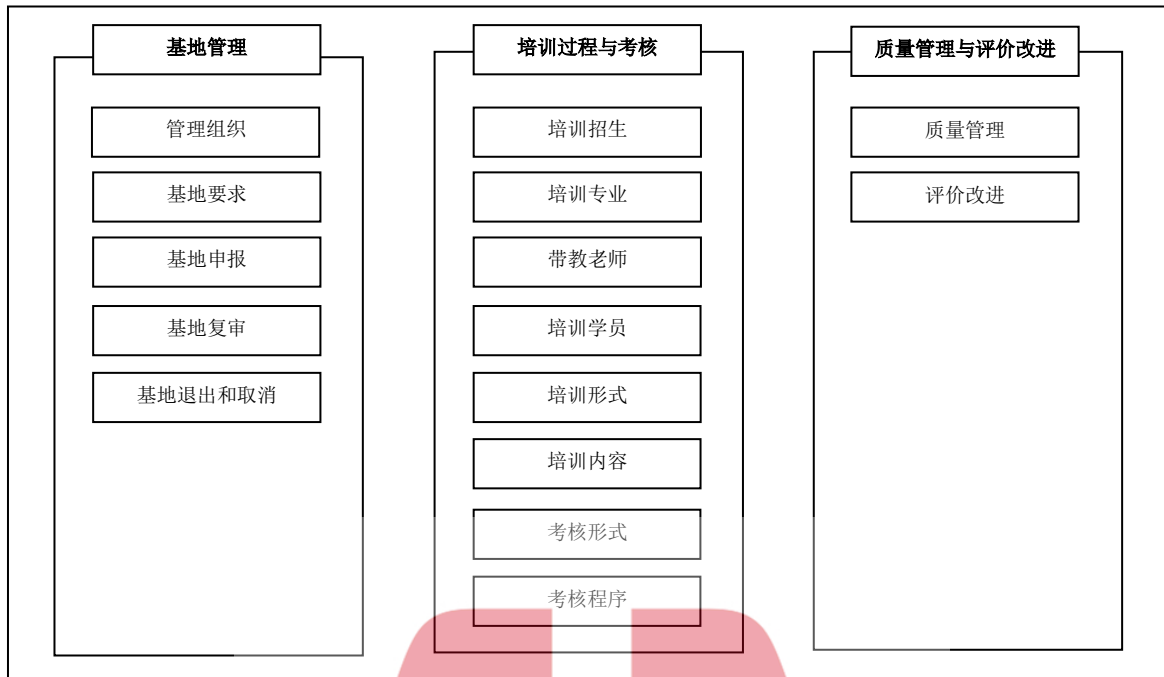 基地管理
管理组织
基地要求
基地申报
基地复审
基地退出和取消
培训过程与考核
培训招生
培训专业
带教老师
培训学员
培训形式
培训内容
考核形式
考核程序
质量管理与评价改进
质量管理
评价改进